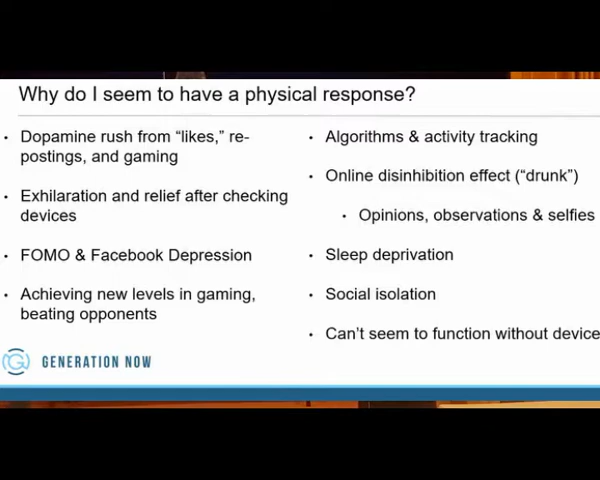 Why do I seem to have a physical response?
• Dopamine rush from “likes,” re-
postings, and gaming
• Exhilaration and relief after checking
devices
• FOMO & Facebook Depression
• Achieving new levels in gaming,
beating opponents
• Algorithms & activity tracking
• Online disinhibition effect (“drunk”)
• Opinions, observations & selfies
• Sleep deprivation
• Social isolation
• Can’t seem to function without device
GENERATION NOW